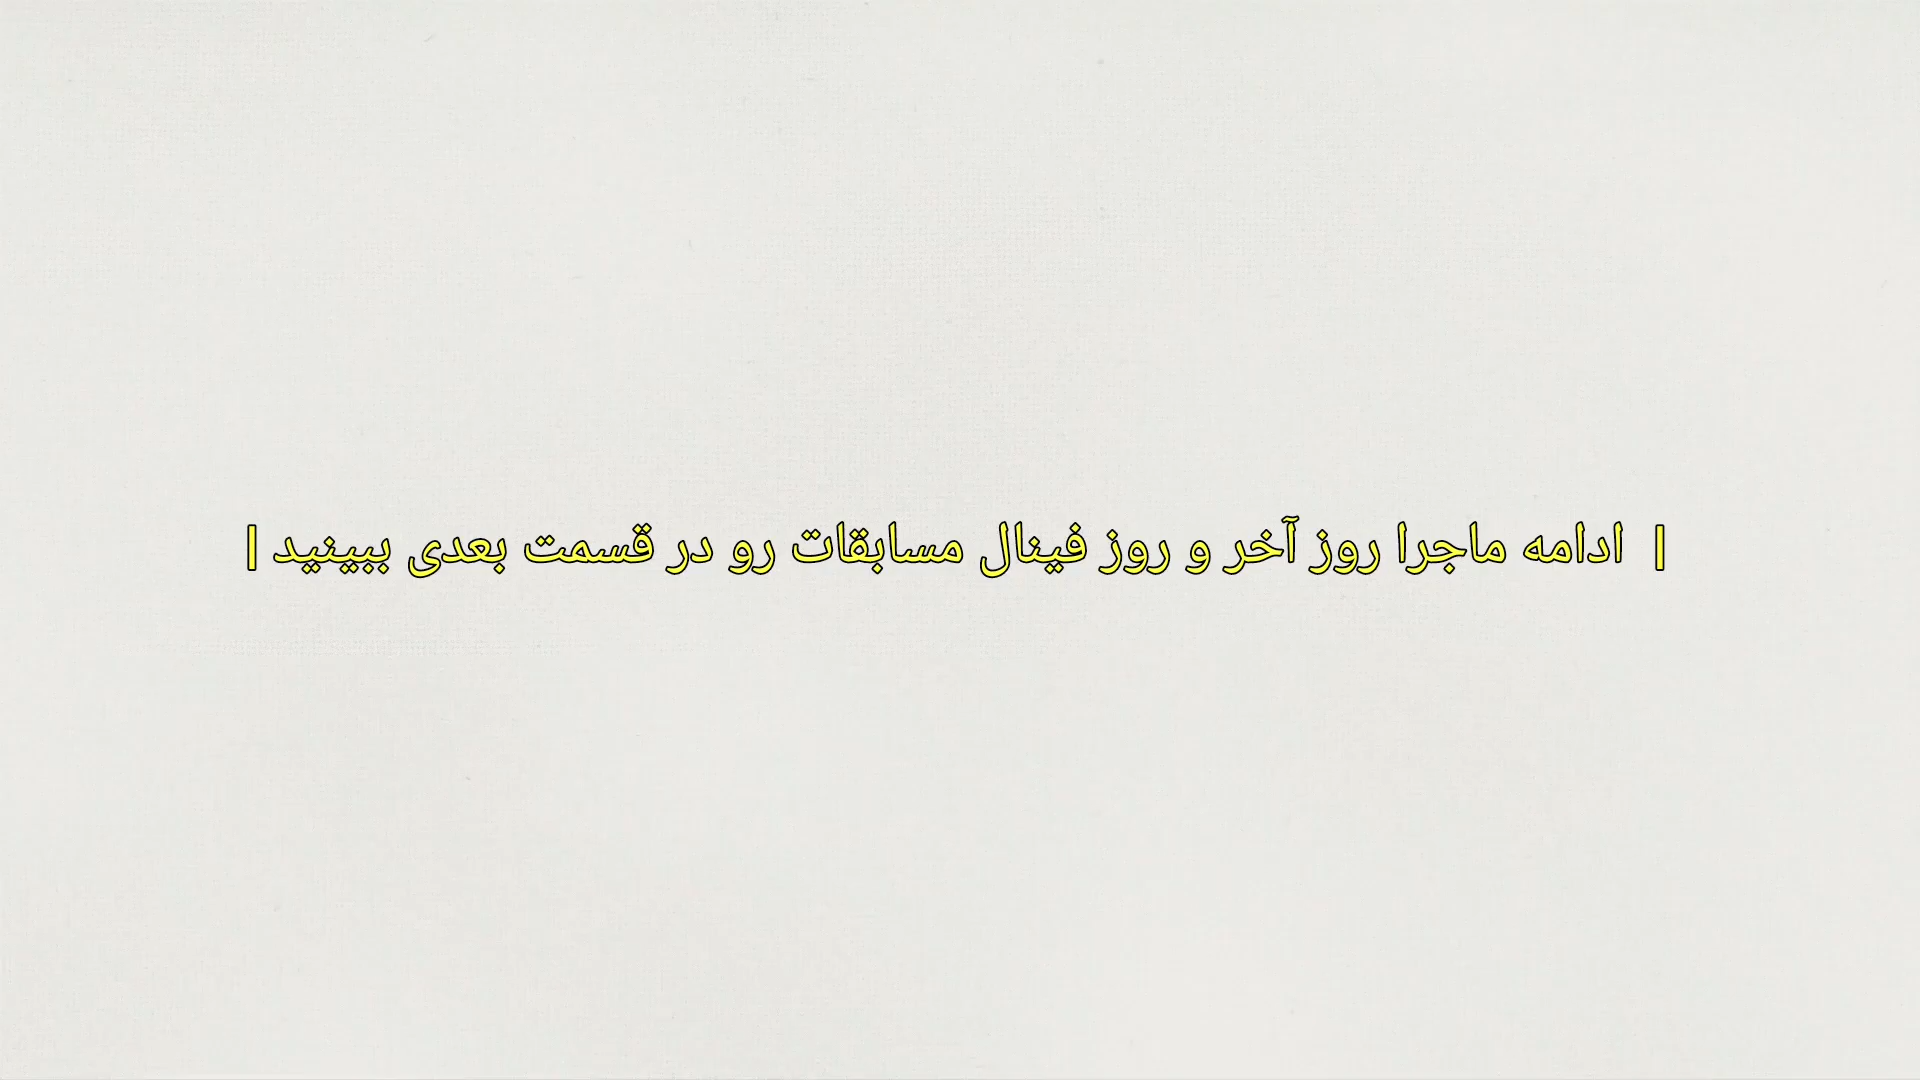 | ادامه ماجرا روز آخر و روز فینال مسابقات رو در قسمت بعدی ببینید |